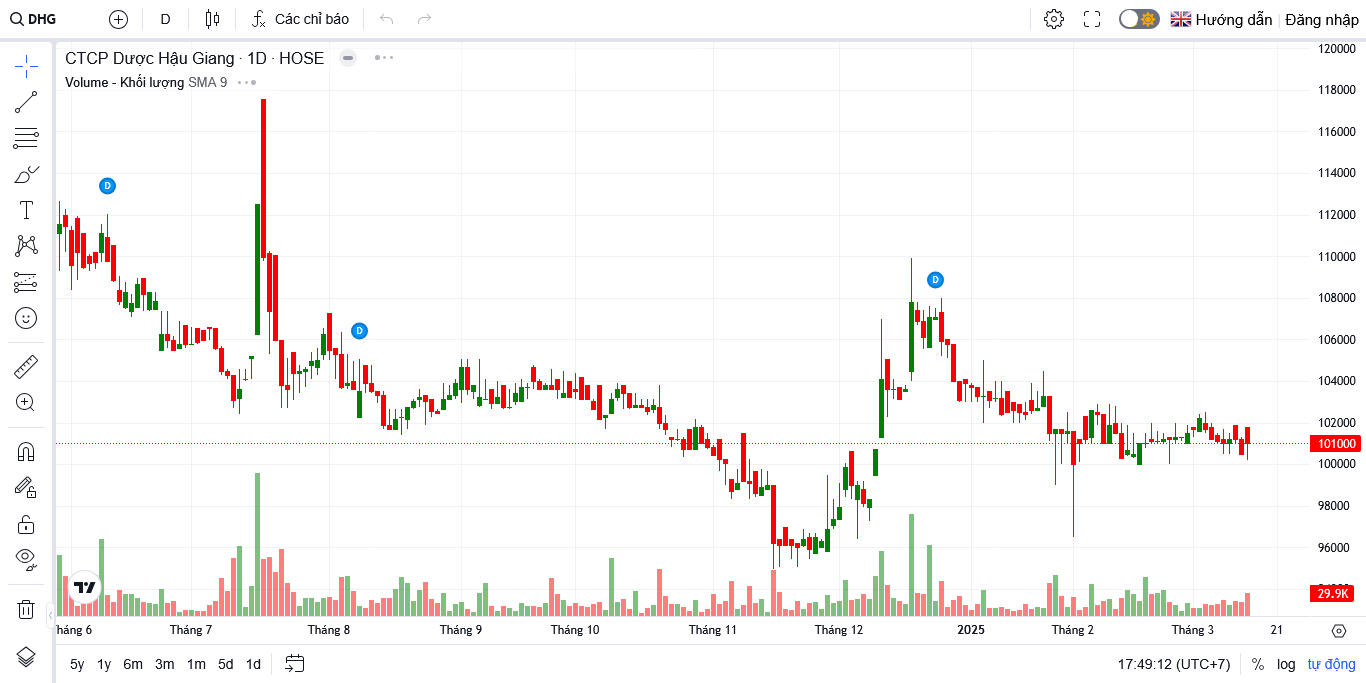 DHG D Các chỉ báo Hướng dẫn Đăng nhập
CTCP Dược Hậu Giang · 1D · HOSE
Volume - Khối lượng SMA 9
D
D
D
120000
118000
116000
114000
112000
110000
108000
106000
104000
102000
101000
100000
98000
96000
29.9K
háng 6 Tháng 7 Tháng 8 Tháng 9 Tháng 10 Tháng 11 Tháng 12 2025 Tháng 2 Tháng 3 21
5y 1y 6m 3m 1m 5d 1d 17:49:12 (UTC+7) % log tự động